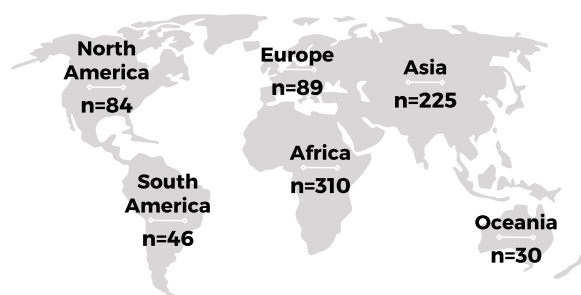 North
America
n=84
Europe
n=89
Asia
n=225
Africa
n=310
South
America
n=46
Oceania
n=30